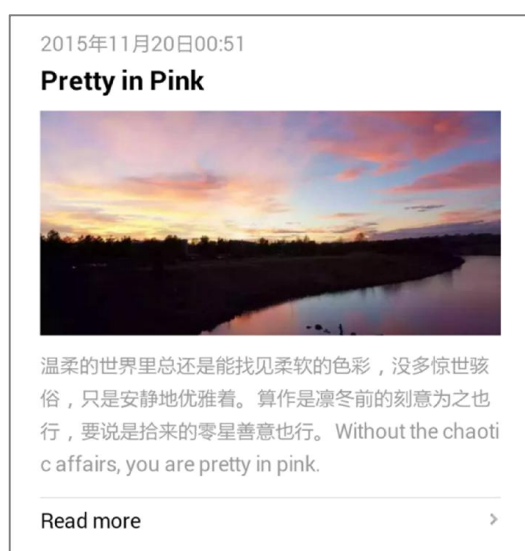 2015年11月20日00:51
Pretty in Pink
温柔的世界里总还是能找见柔软的色彩，没多惊世骇
俗，只是安静地优雅着。算作是凛冬前的刻意为之也
行，要说是拾来的零星善意也行。Without the chaoti
c affairs, you are pretty in pink.
Read more